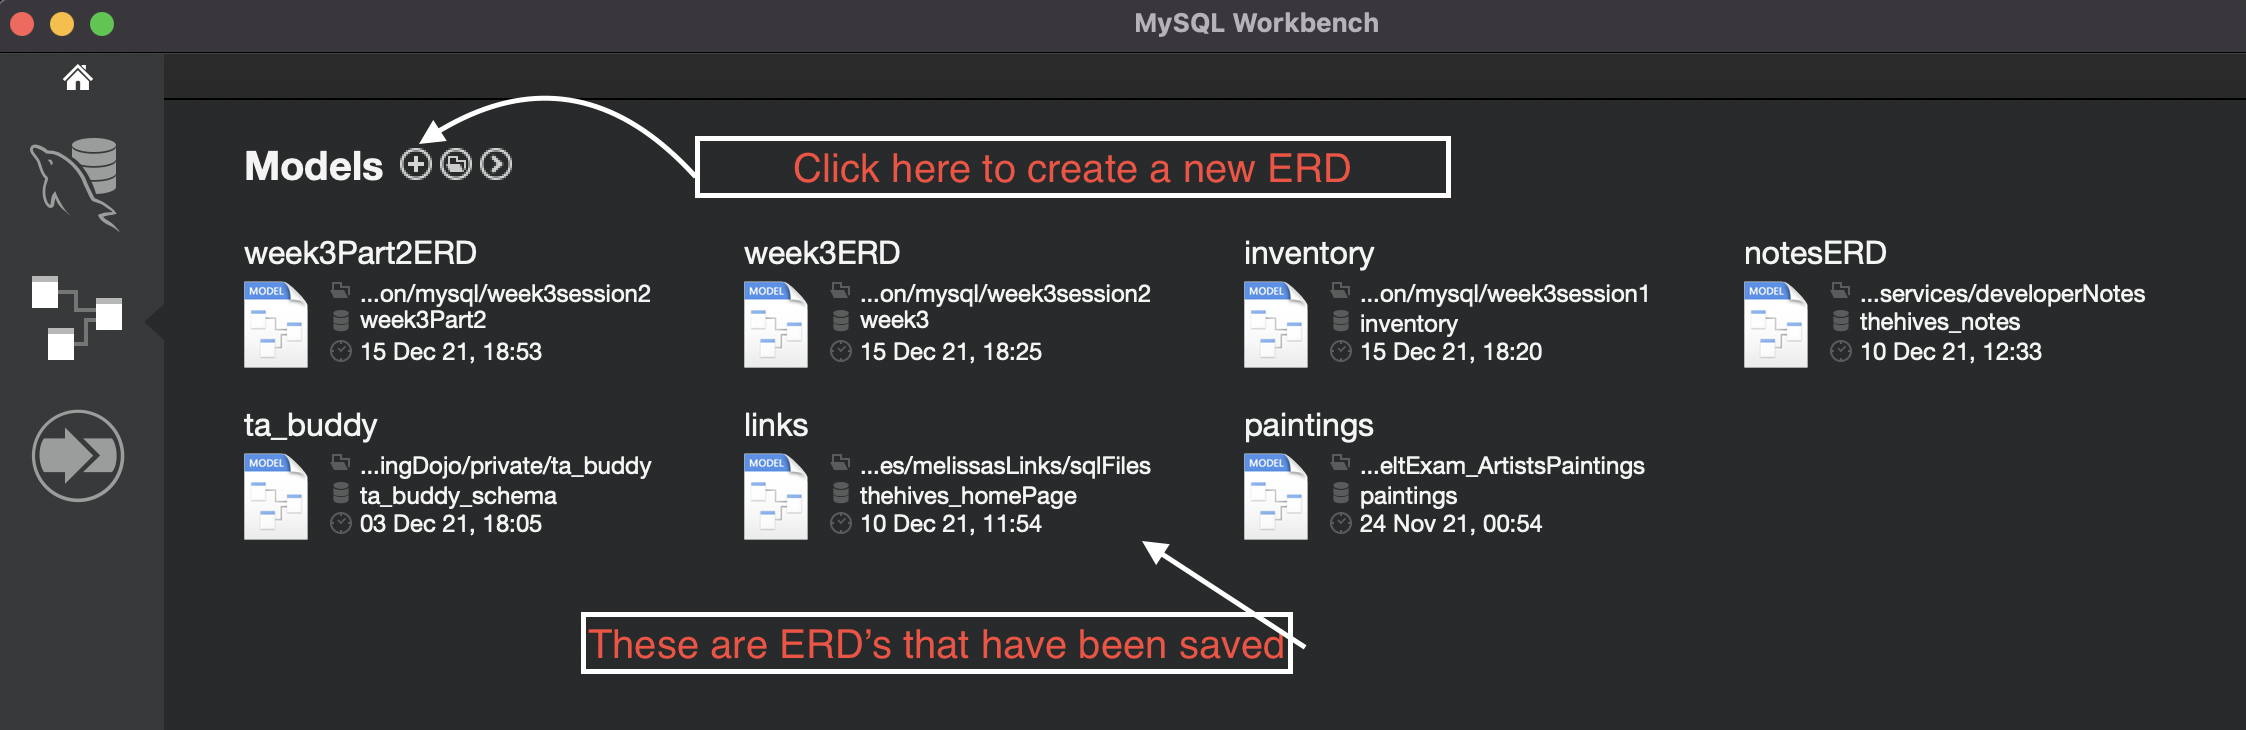 MySQL Workbench
Models
Click here to create a new ERD
week3Part2ERD
MODEL
...on/mysql/week3session2
week3Part2
15 Dec 21, 18:53
week3ERD
MODEL
...on/mysql/week3session2
week3
15 Dec 21, 18:25
inventory
MODEL
...on/mysql/week3session1
inventory
15 Dec 21, 18:20
notesERD
MODEL
...services/developerNotes
thehives_notes
10 Dec 21, 12:33
ta_buddy
MODEL
...ingDojo/private/ta_buddy
ta_buddy_schema
03 Dec 21, 18:05
links
MODEL
...es/melissasLinks/sqlFiles
thehives_homePage
10 Dec 21, 11:54
paintings
MODEL
...eltExam_ArtistsPaintings
paintings
24 Nov 21, 00:54
These are ERD’s that have been saved